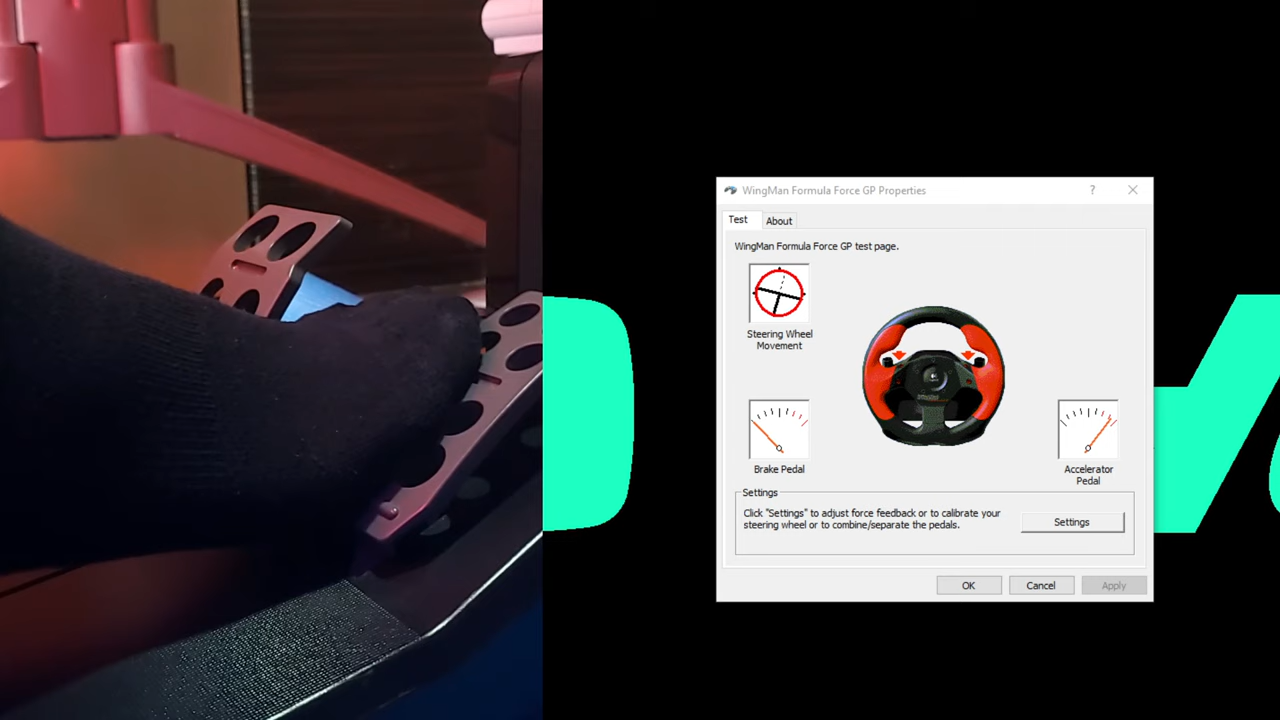 WingMan Formula Force GP Properties
?
Test
About
WingMan Formula Force GP test page.
Steering Wheel
Movement
Brake Pedal
Accelerator
Pedal
Settings
Click "Settings" to adjust force feedback or to calibrate your
steering wheel or to combine/separate the pedals.
Settings
OK
Cancel
Apply